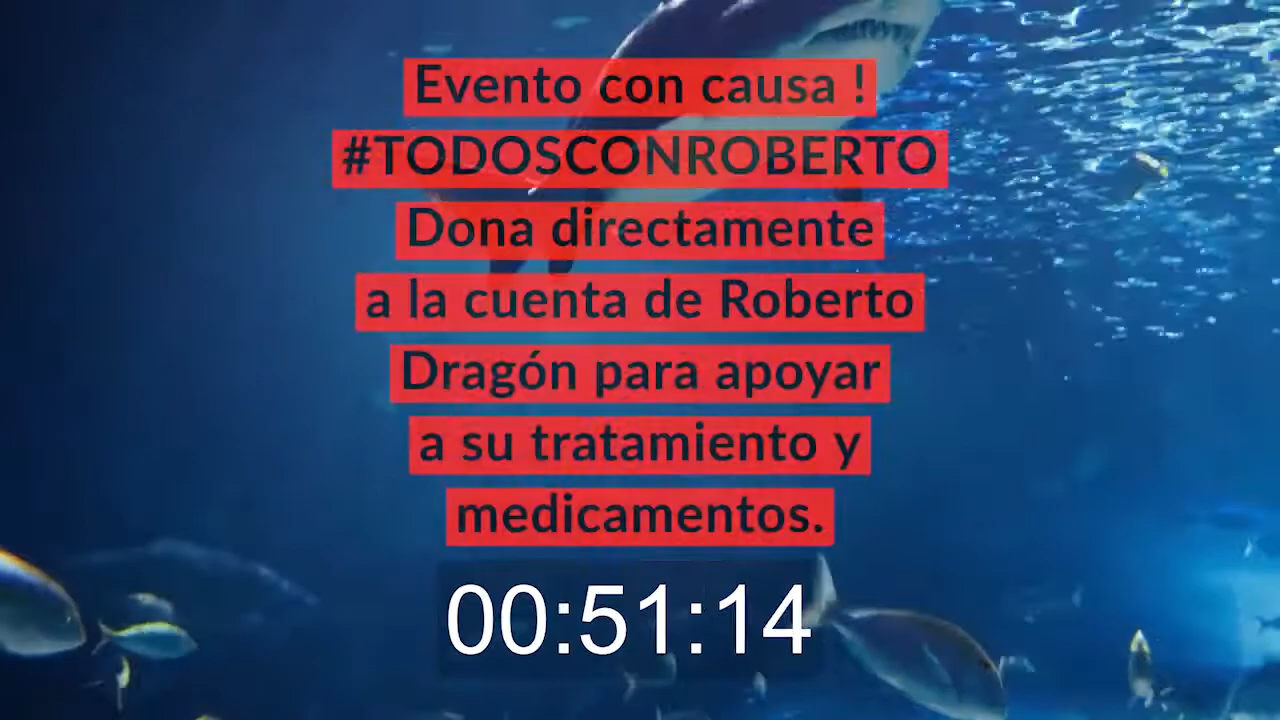 Evento con causa !
#TODOSCONROBERTO
Dona directamente
a la cuenta de Roberto
Dragón para apoyar
a su tratamiento y
medicamentos.
00:51:14